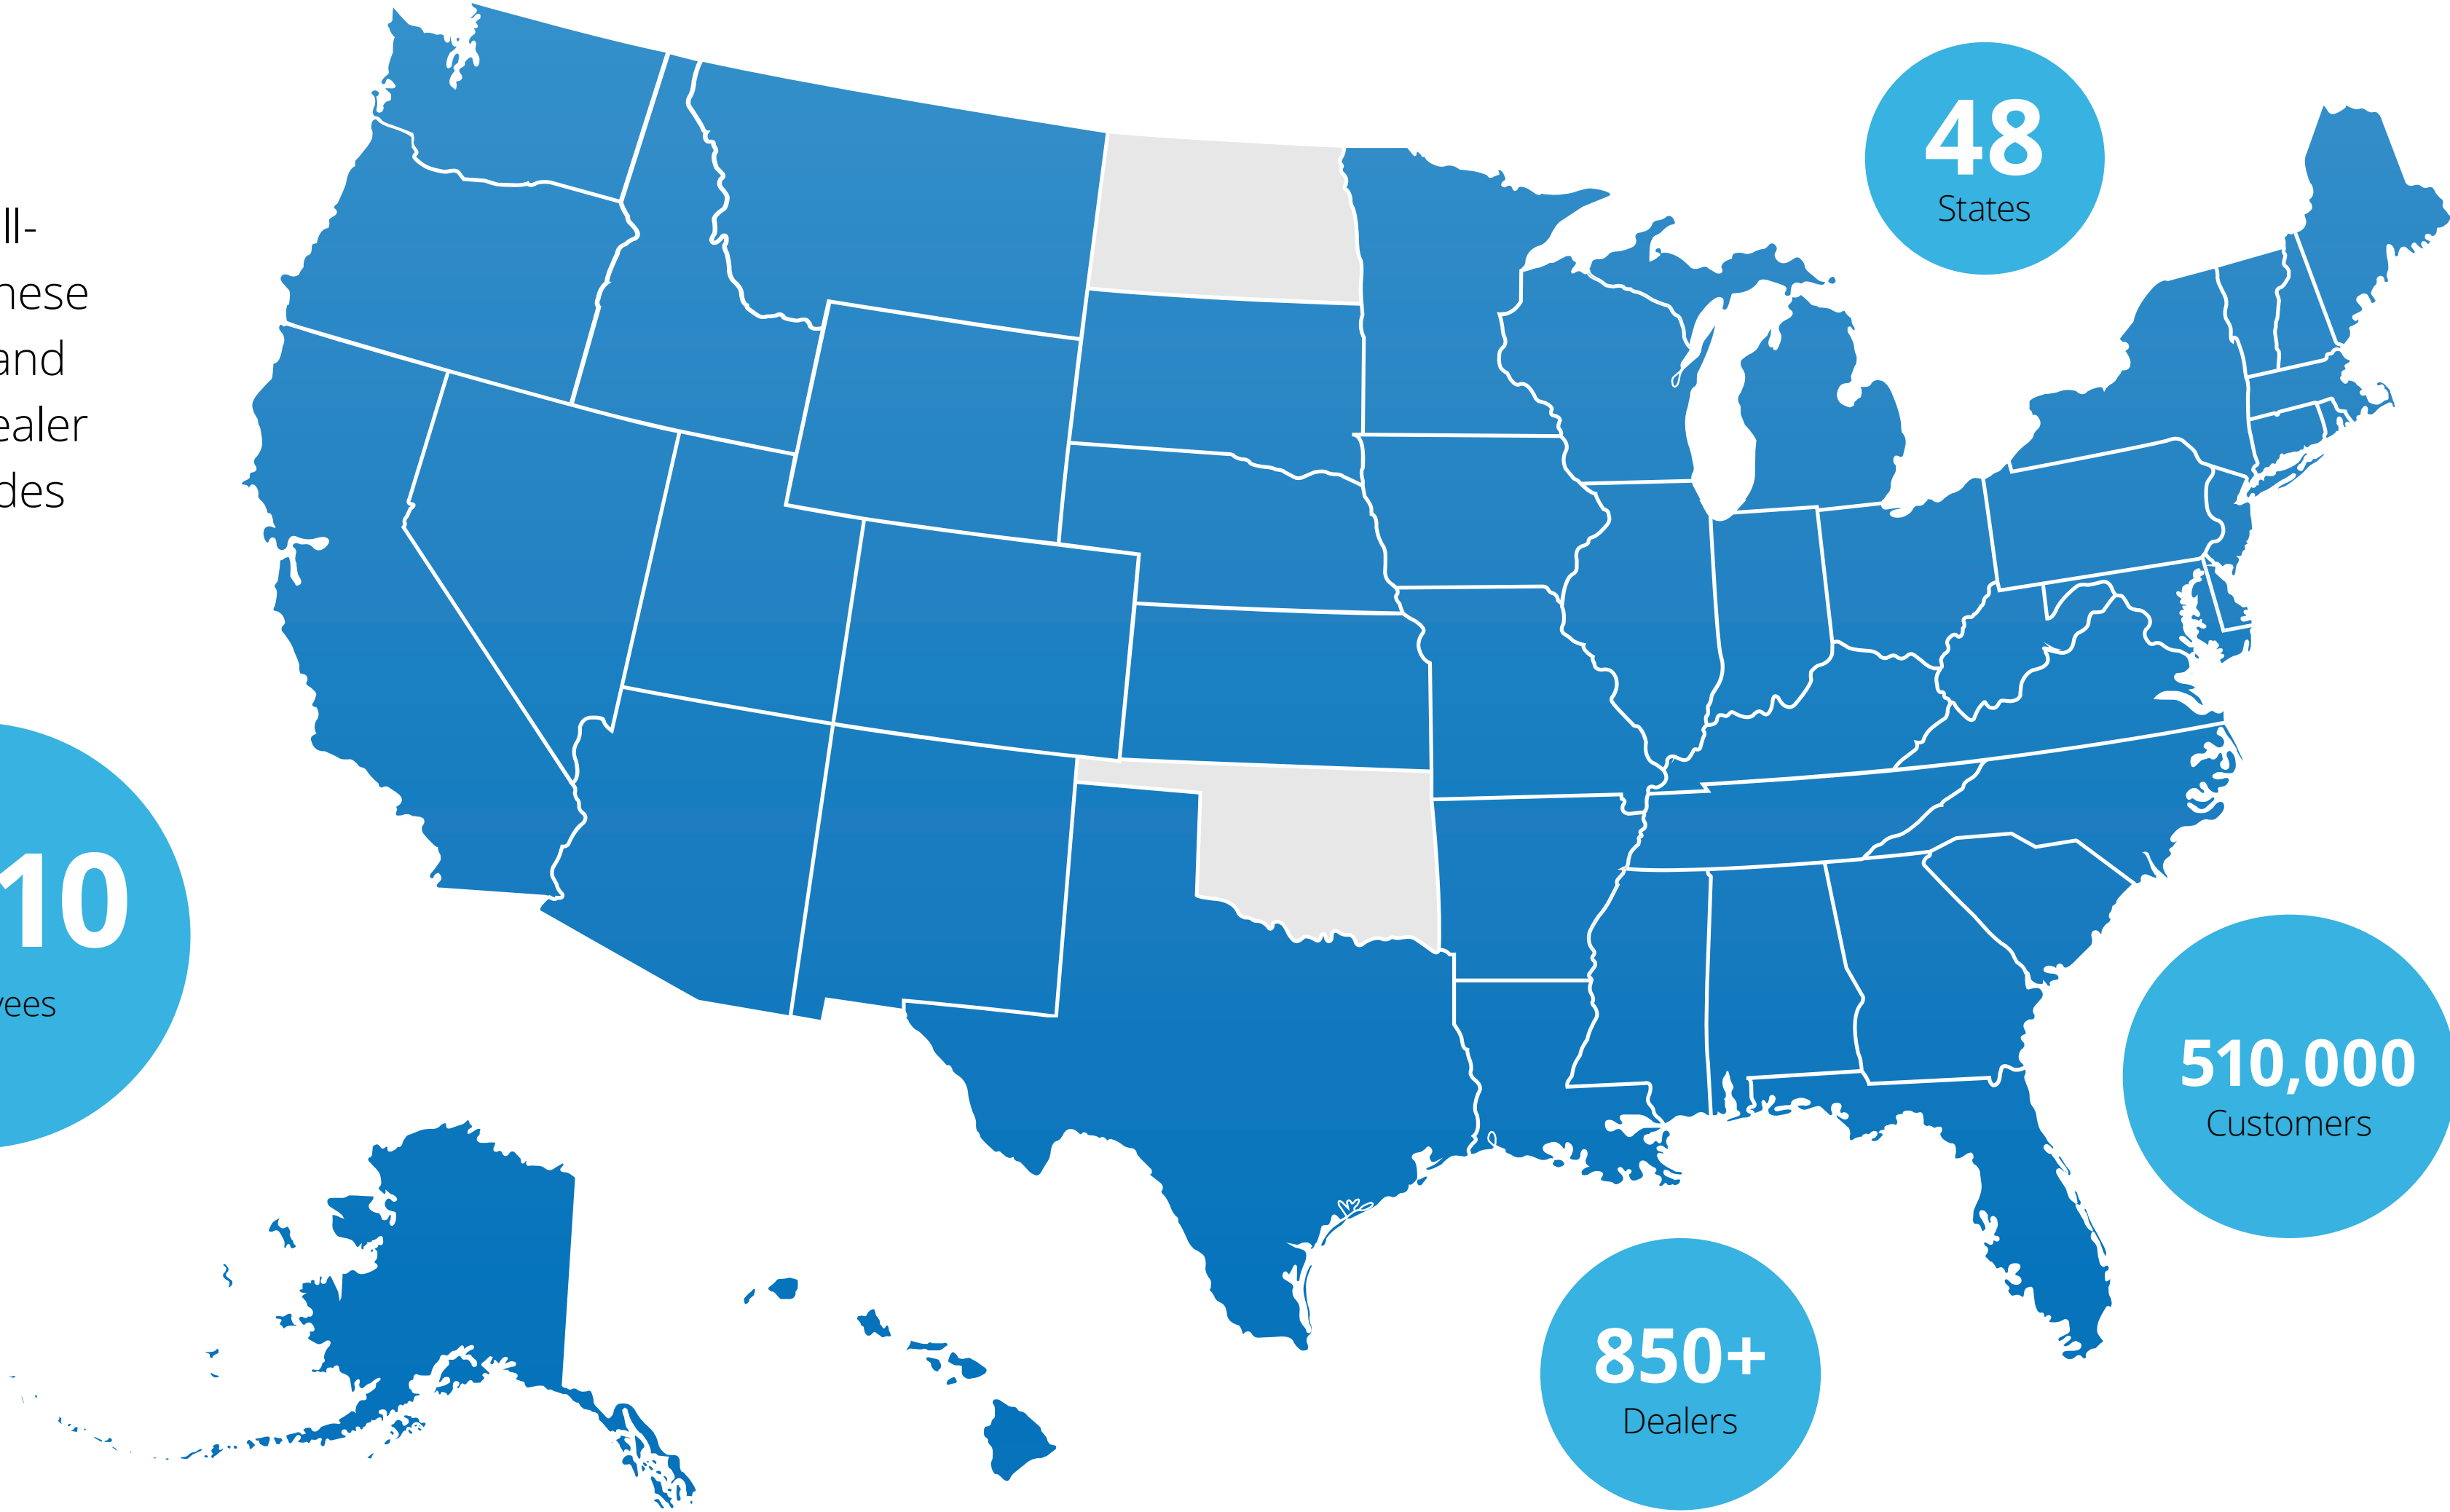 ll-
nese
and
ealer
des
10
yees
48
States
510,000
Customers
850+
Dealers